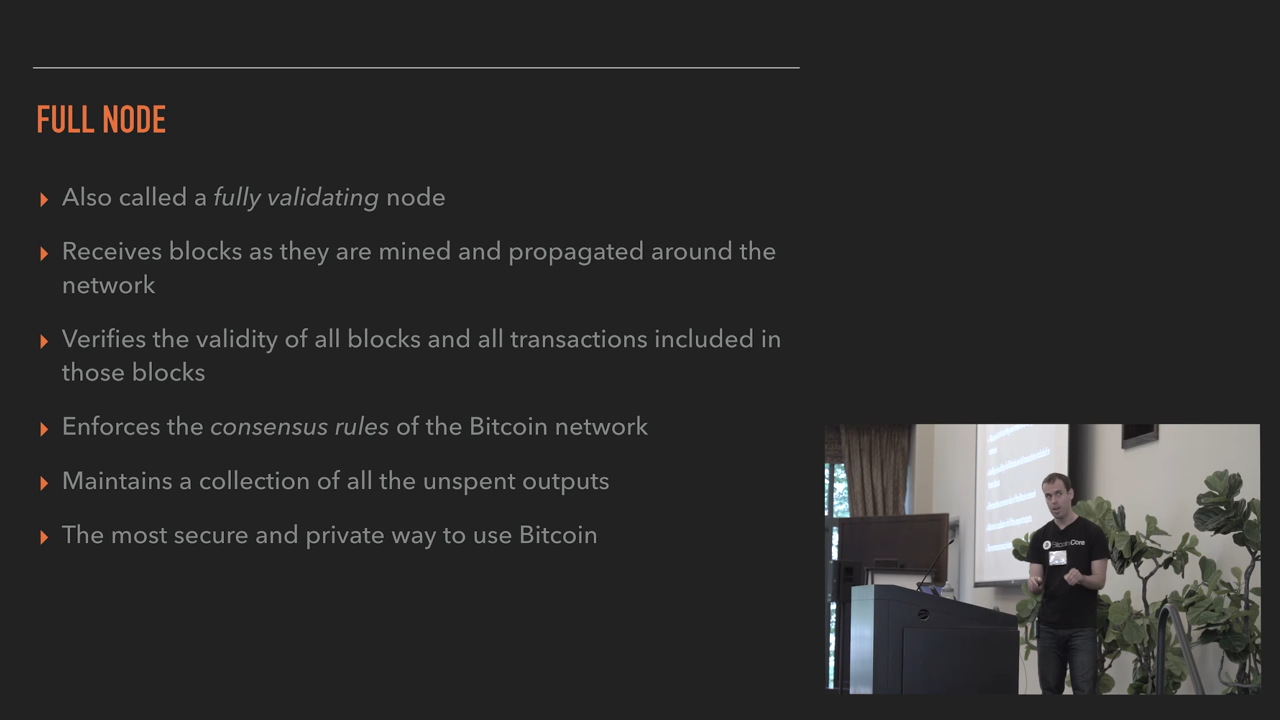 FULL NODE
Also called a fully validating node
Receives blocks as they are mined and propagated around the
network
Verifies the validity of all blocks and all transactions included in
those blocks
Enforces the consensus rules of the Bitcoin network
Maintains a collection of all the unspent outputs
The most secure and private way to use Bitcoin
BitcoinCore